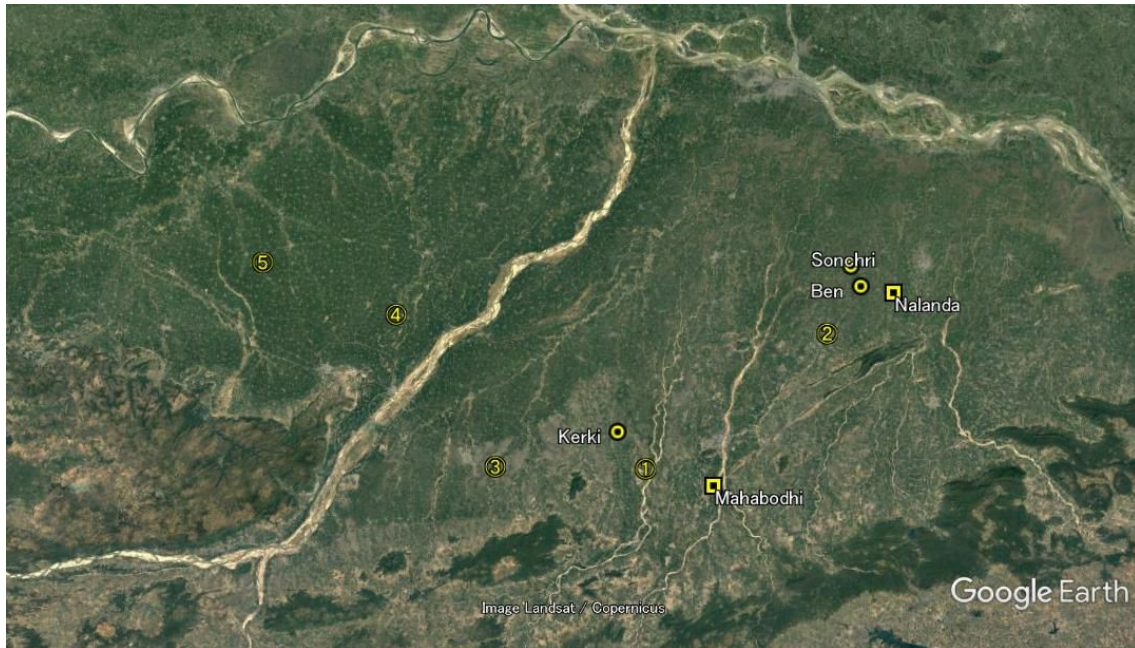 Sonchri
⑤
Ben
Nalanda
④
②
Kerki
③
①
Mahabodhi
Google Earth
Image Landsat / Copernicus